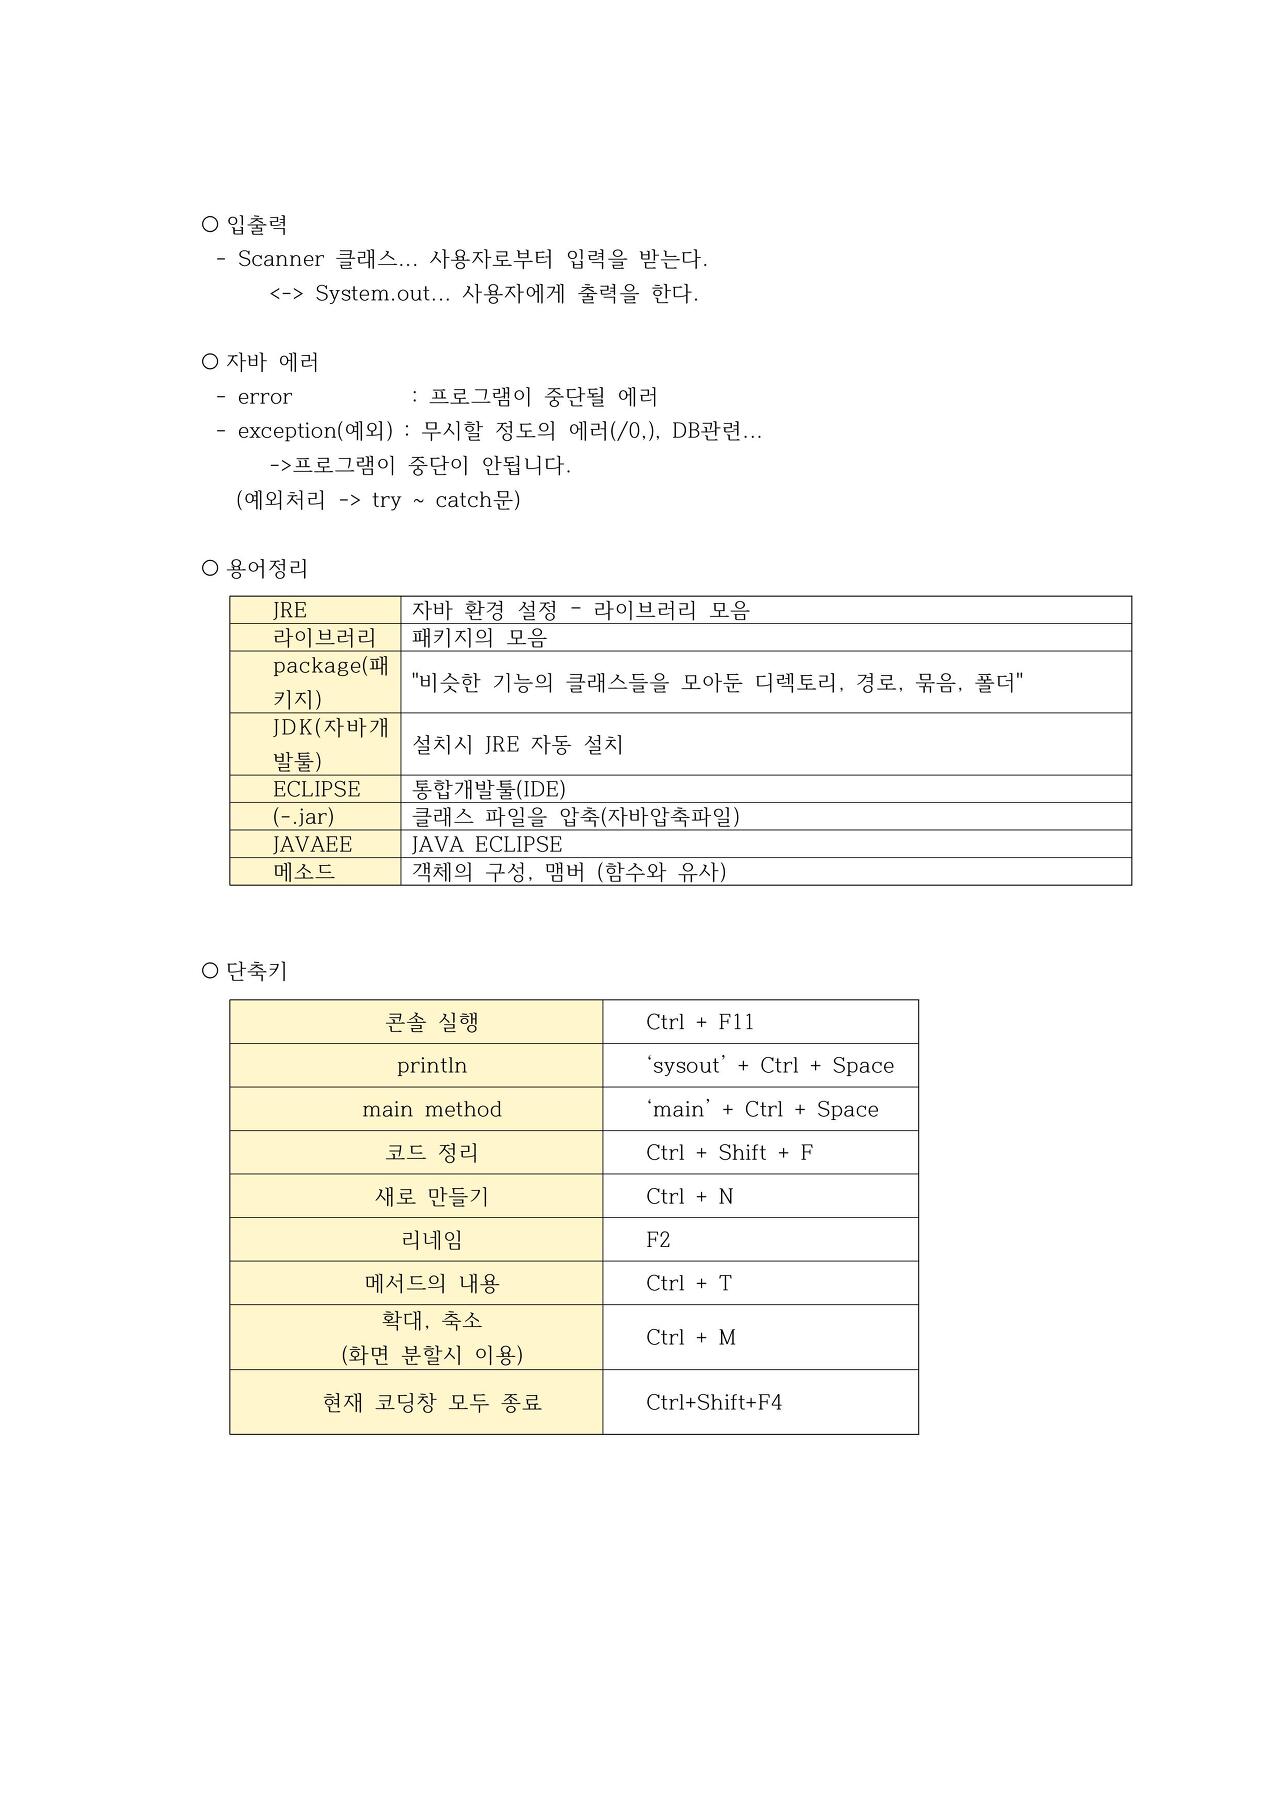 ○ 입출력
- Scanner 클래스... 사용자로부터 입력을 받는다.
<-> System.out... 사용자에게 출력을 한다.
○ 자바 에러
- error : 프로그램이 중단될 에러
- exception(예외) : 무시할 정도의 에러(/0,), DB관련...
->프로그램이 중단이 안됩니다.
(예외처리 -> try ~ catch문)
○ 용어정리
JRE 자바 환경 설정 - 라이브러리 모음
라이브러리 패키지의 모음
package(패
키지)
"비슷한 기능의 클래스들을 모아둔 디렉토리, 경로, 묶음, 폴더"
JDK(자바개
발툴)
설치시 JRE 자동 설치
ECLIPSE 통합개발툴(IDE)
(-.jar) 클래스 파일을 압축(자바압축파일)
JAVAEE JAVA ECLIPSE
메소드 객체의 구성, 맴버 (함수와 유사)
○ 단축키
콘솔 실행 Ctrl + F11
println ‘sysout’ + Ctrl + Space
main method ‘main’ + Ctrl + Space
코드 정리 Ctrl + Shift + F
새로 만들기 Ctrl + N
리네임 F2
메서드의 내용 Ctrl + T
확대, 축소
(화면 분할시 이용)
Ctrl + M
현재 코딩창 모두 종료 Ctrl+Shift+F4